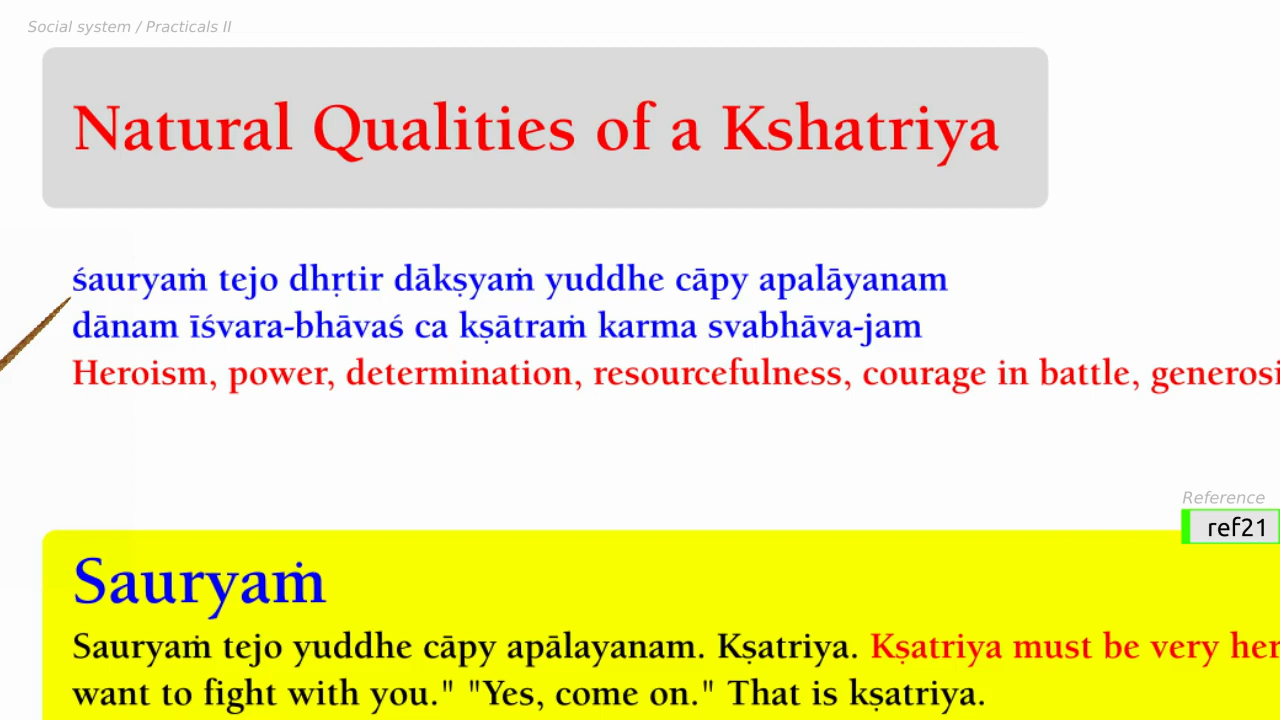 Social system / Practicals II
Natural Qualities of a Kshatriya
śauryaṁ tejo dhṛtir dākṣyaṁ yuddhe cāpy apalāyanam
dānam īśvara-bhāvaś ca kṣātraṁ karma svabhāva-jam
Heroism, power, determination, resourcefulness, courage in battle,
Reference
ref21
Sauryaṁ
Sauryaṁ tejo yuddhe cāpy apālayanam. Kṣatriya. Kṣatriya must be very
want to fight with you." "Yes, come on." That is kṣatriya.